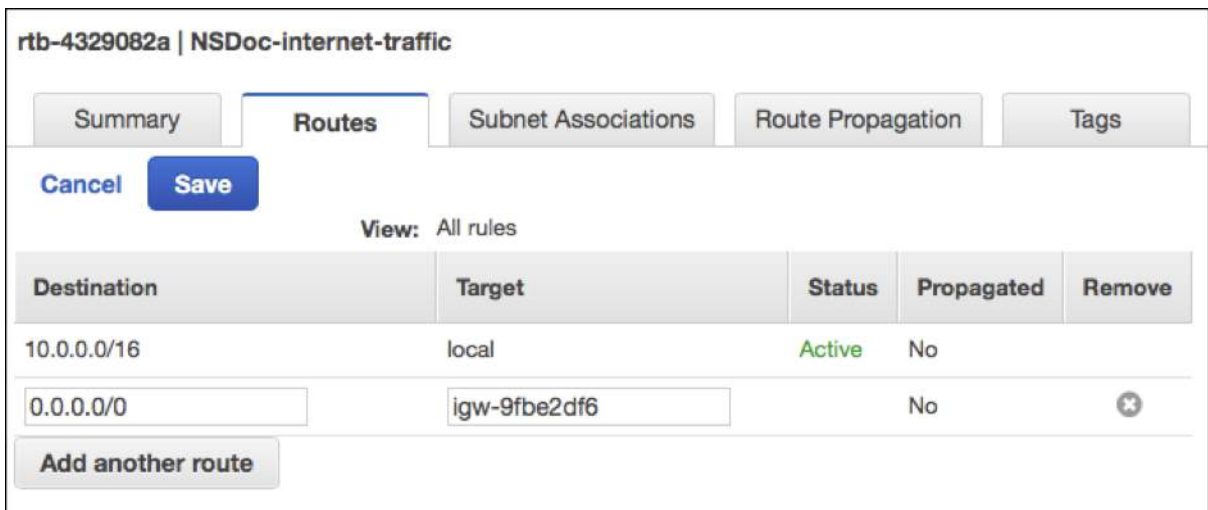 rtb-4329082a | NSDoc-internet-traffic
Summary Routes Subnet Associations Route Propagation Tags
Cancel Save
View: All rules
Destination Target Status Propagated Remove
10.0.0.0/16 local Active No
0.0.0.0/0 igw-9fbe2df6 No
Add another route